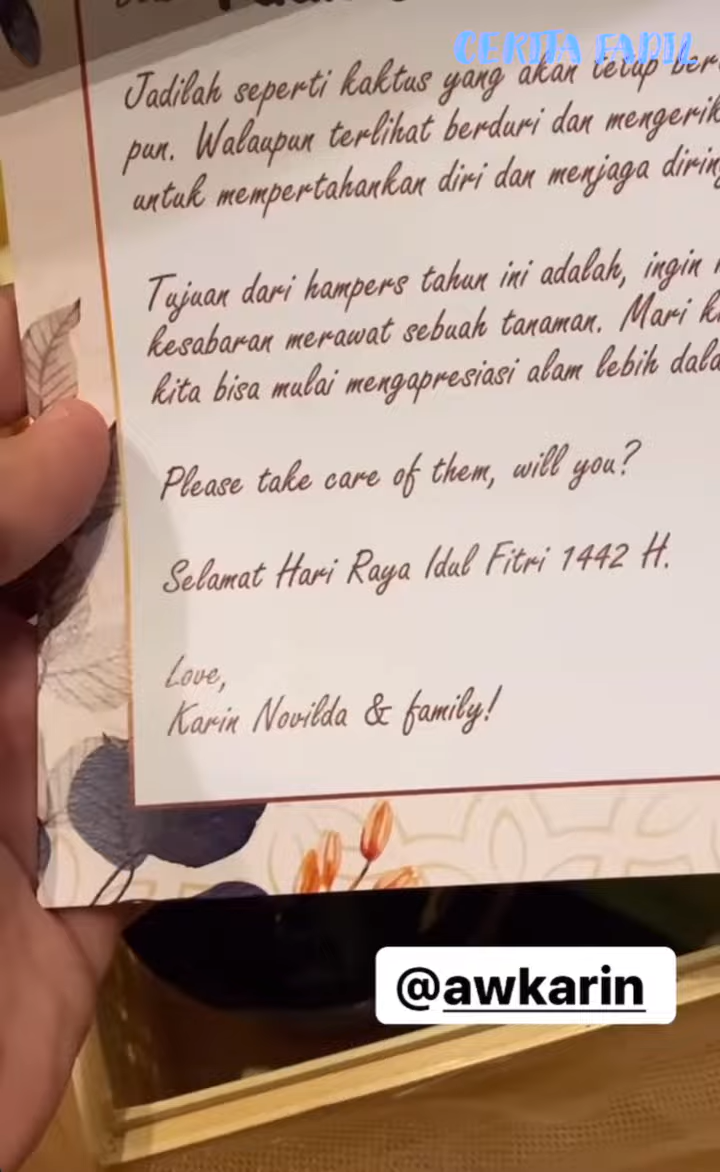 CERITA FADIL
Jadilah seperti kaktus yang akan tetup
pun. Walaupun terlihat berduri dan
untuk mempertahankan diri dan menjaga
Tujuan dari hampers tahun ini adalah, ingin
kesabaran merawat sebuah tanaman. Mari
kita bisa mulai mengapresiasi alam lebih
Please take care of them, will you?
Selamat Hari Raya Idul Fitri 1442 H.
Love,
Karin Novilda & family!
@awkarin